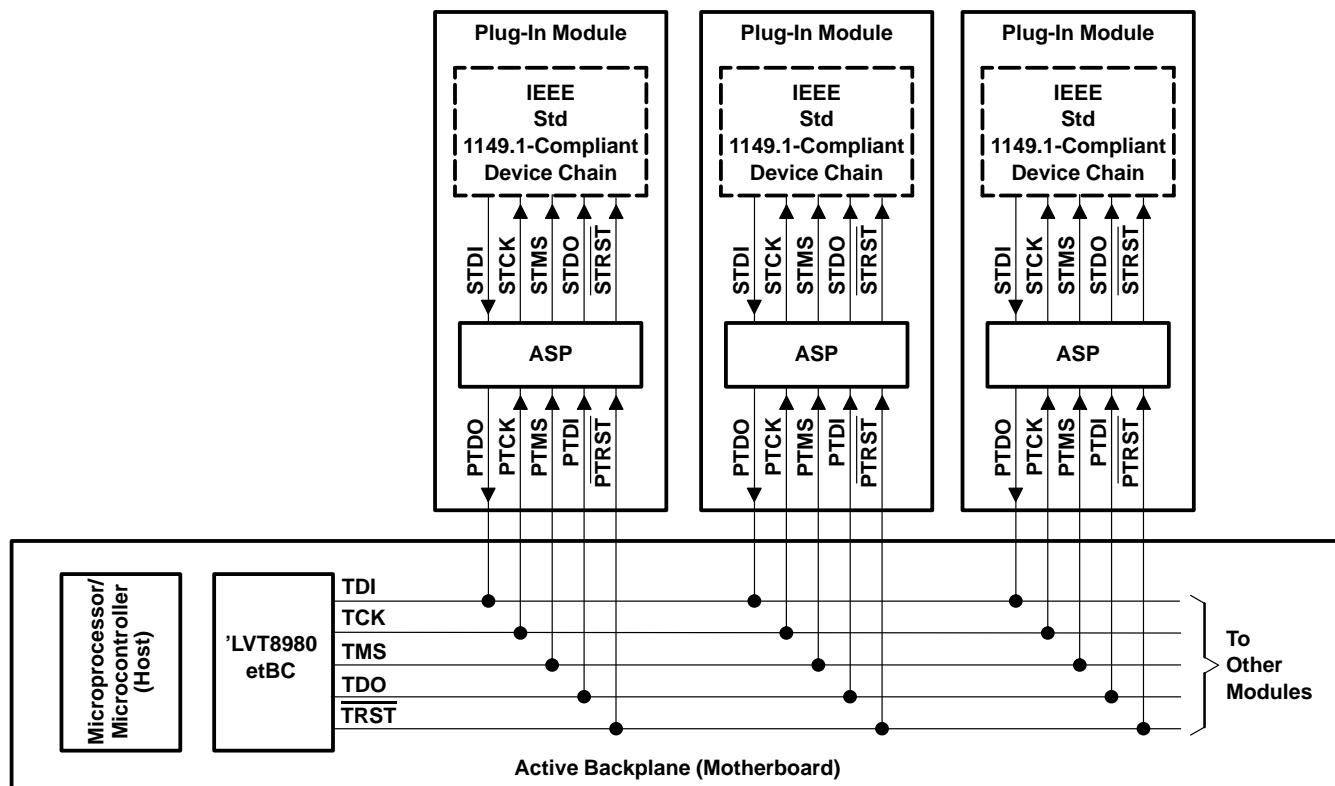 Plug-In Module
IEEE
Std
1149.1-Compliant
Device Chain
STDI
STCK
STMS
STDO
STRST
ASP
PTDO
PTCK
PTMS
PTDI
PTRST
Plug-In Module
IEEE
Std
1149.1-Compliant
Device Chain
STDI
STCK
STMS
STDO
STRST
ASP
PTDO
PTCK
PTMS
PTDI
PTRST
Plug-In Module
IEEE
Std
1149.1-Compliant
Device Chain
STDI
STCK
STMS
STDO
STRST
ASP
PTDO
PTCK
PTMS
PTDI
PTRST
Microprocessor/
Microcontroller
(Host)
’LVT8980
etBC
TDI
TCK
TMS
TDO
TRST
To
Other
Modules
Active Backplane (Motherboard)